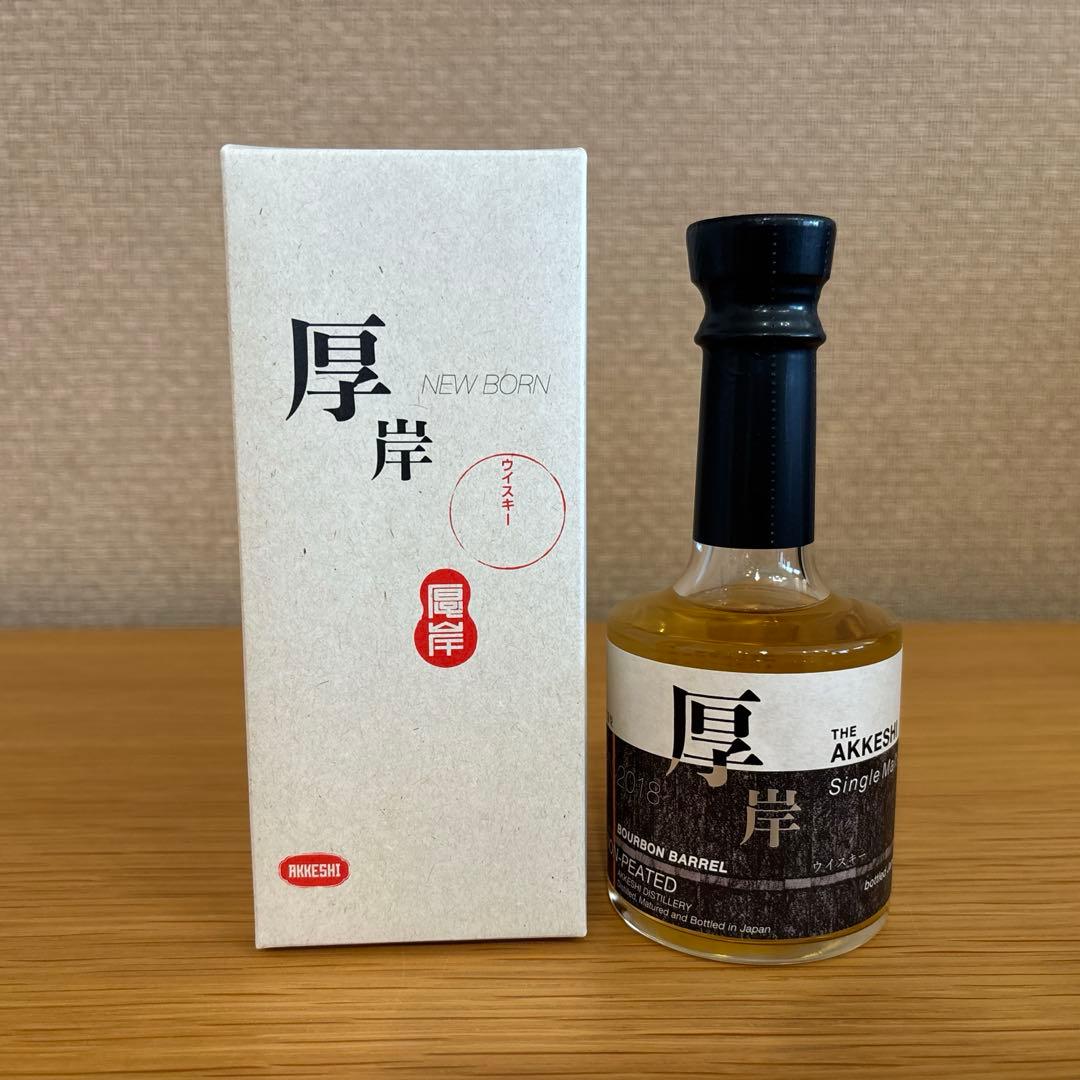 厚岸
NEW BORN
ウイスキー
厚岸
AKKESHI
厚岸
THE
AKKESHI
Single
2018
BOURBON BARREL
-PEATED
ウイスキー
bottled
AKKESHI DISTILLERY
Matured and Bottled in Japan